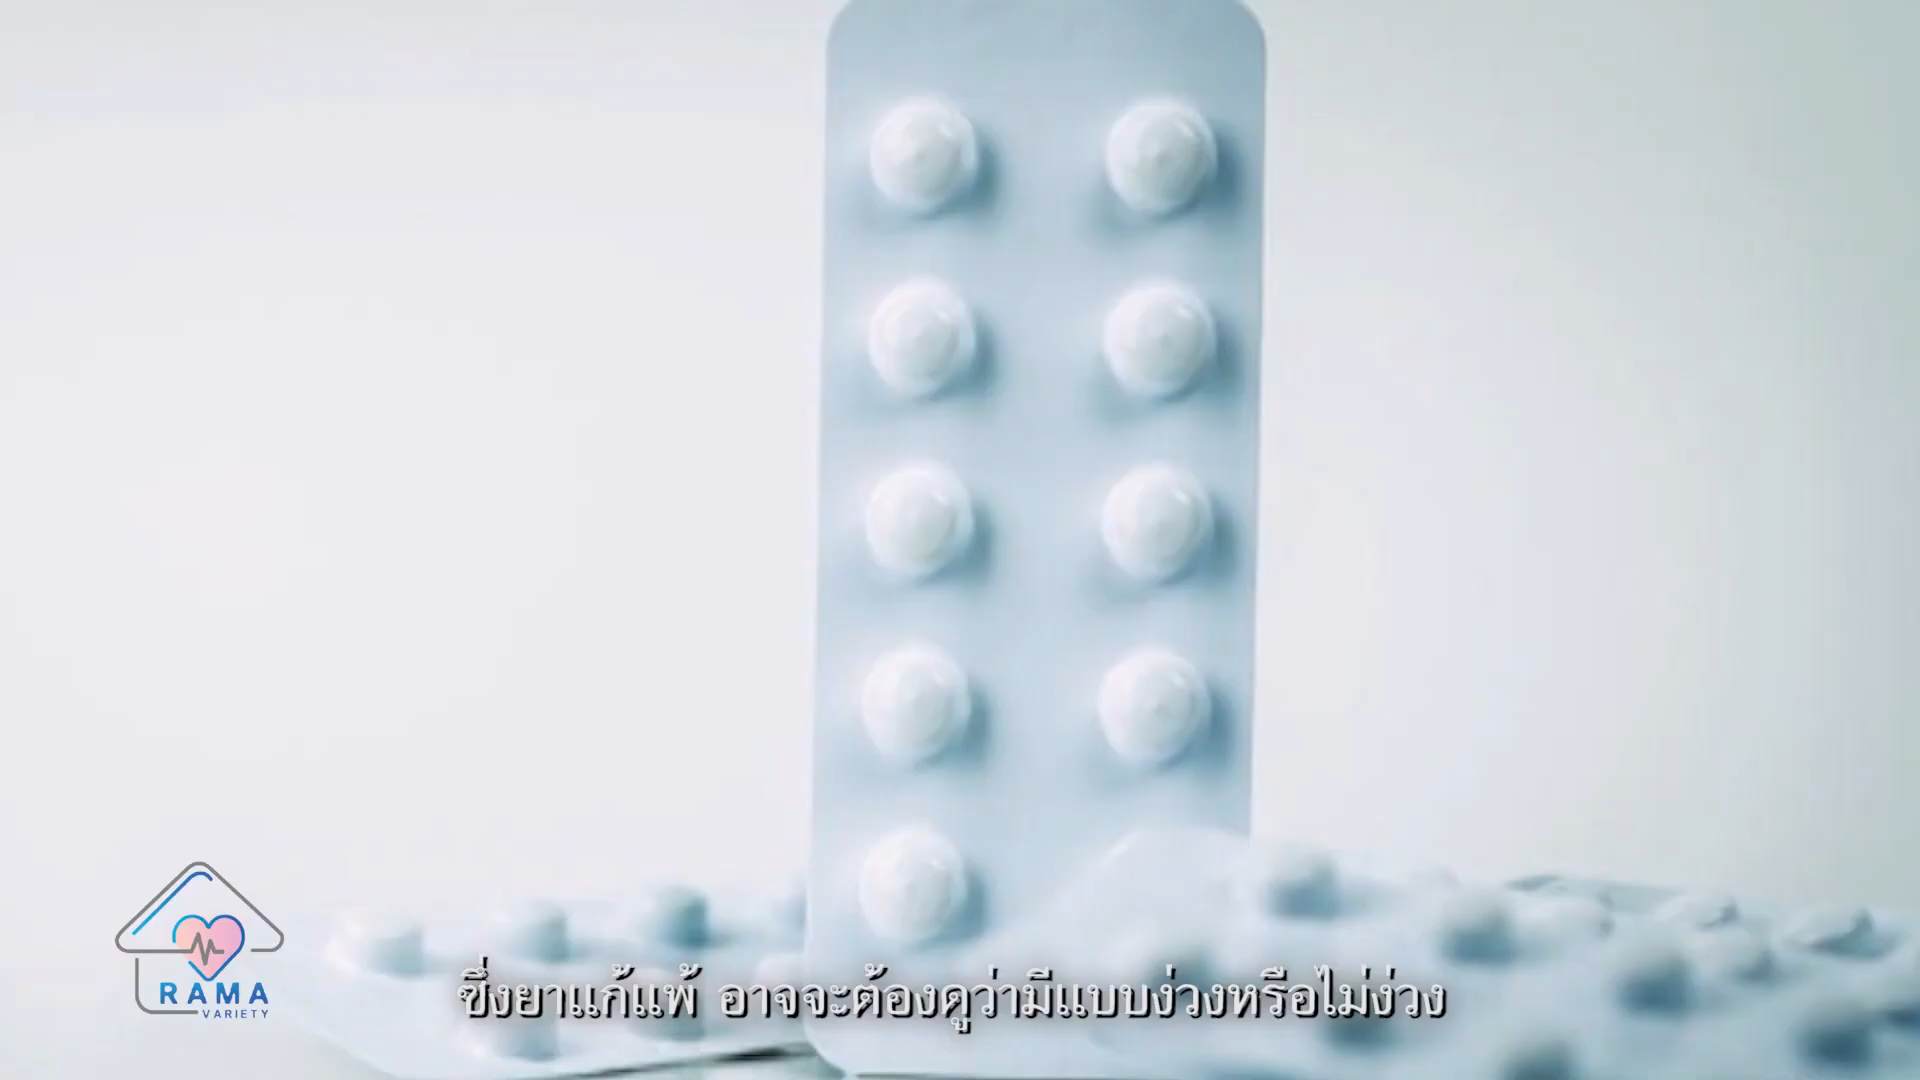 RAMA
VARIETY
ซึ่งยาแก้แพ้ อาจจะต้องดูว่ามีแบบง่วงหรือไม่ง่วง